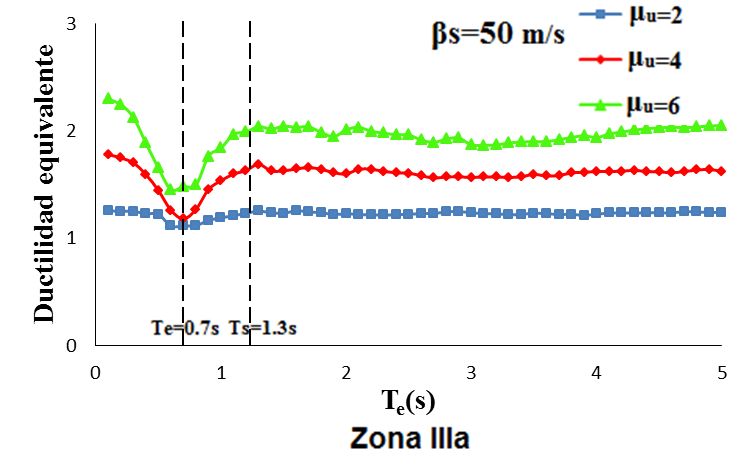 3
2
1
0
Ductilidad equivalente
βs=50 m/s
μu=2
μu=4
μu=6
Te=0.7s Ts=1.3s
0 1 2 3 4 5
Te(s)
Zona IIIa